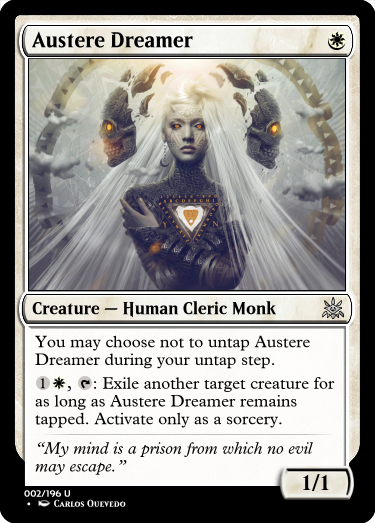 Austere Dreamer
Creature — Human Cleric Monk
You may choose not to untap Austere
Dreamer during your untap step.
1, : Exile another target creature for
as long as Austere Dreamer remains
tapped. Activate only as a sorcery.
“My mind is a prison from which no evil
may escape.”
1/1
002/196 U
• Carlos Quevedo